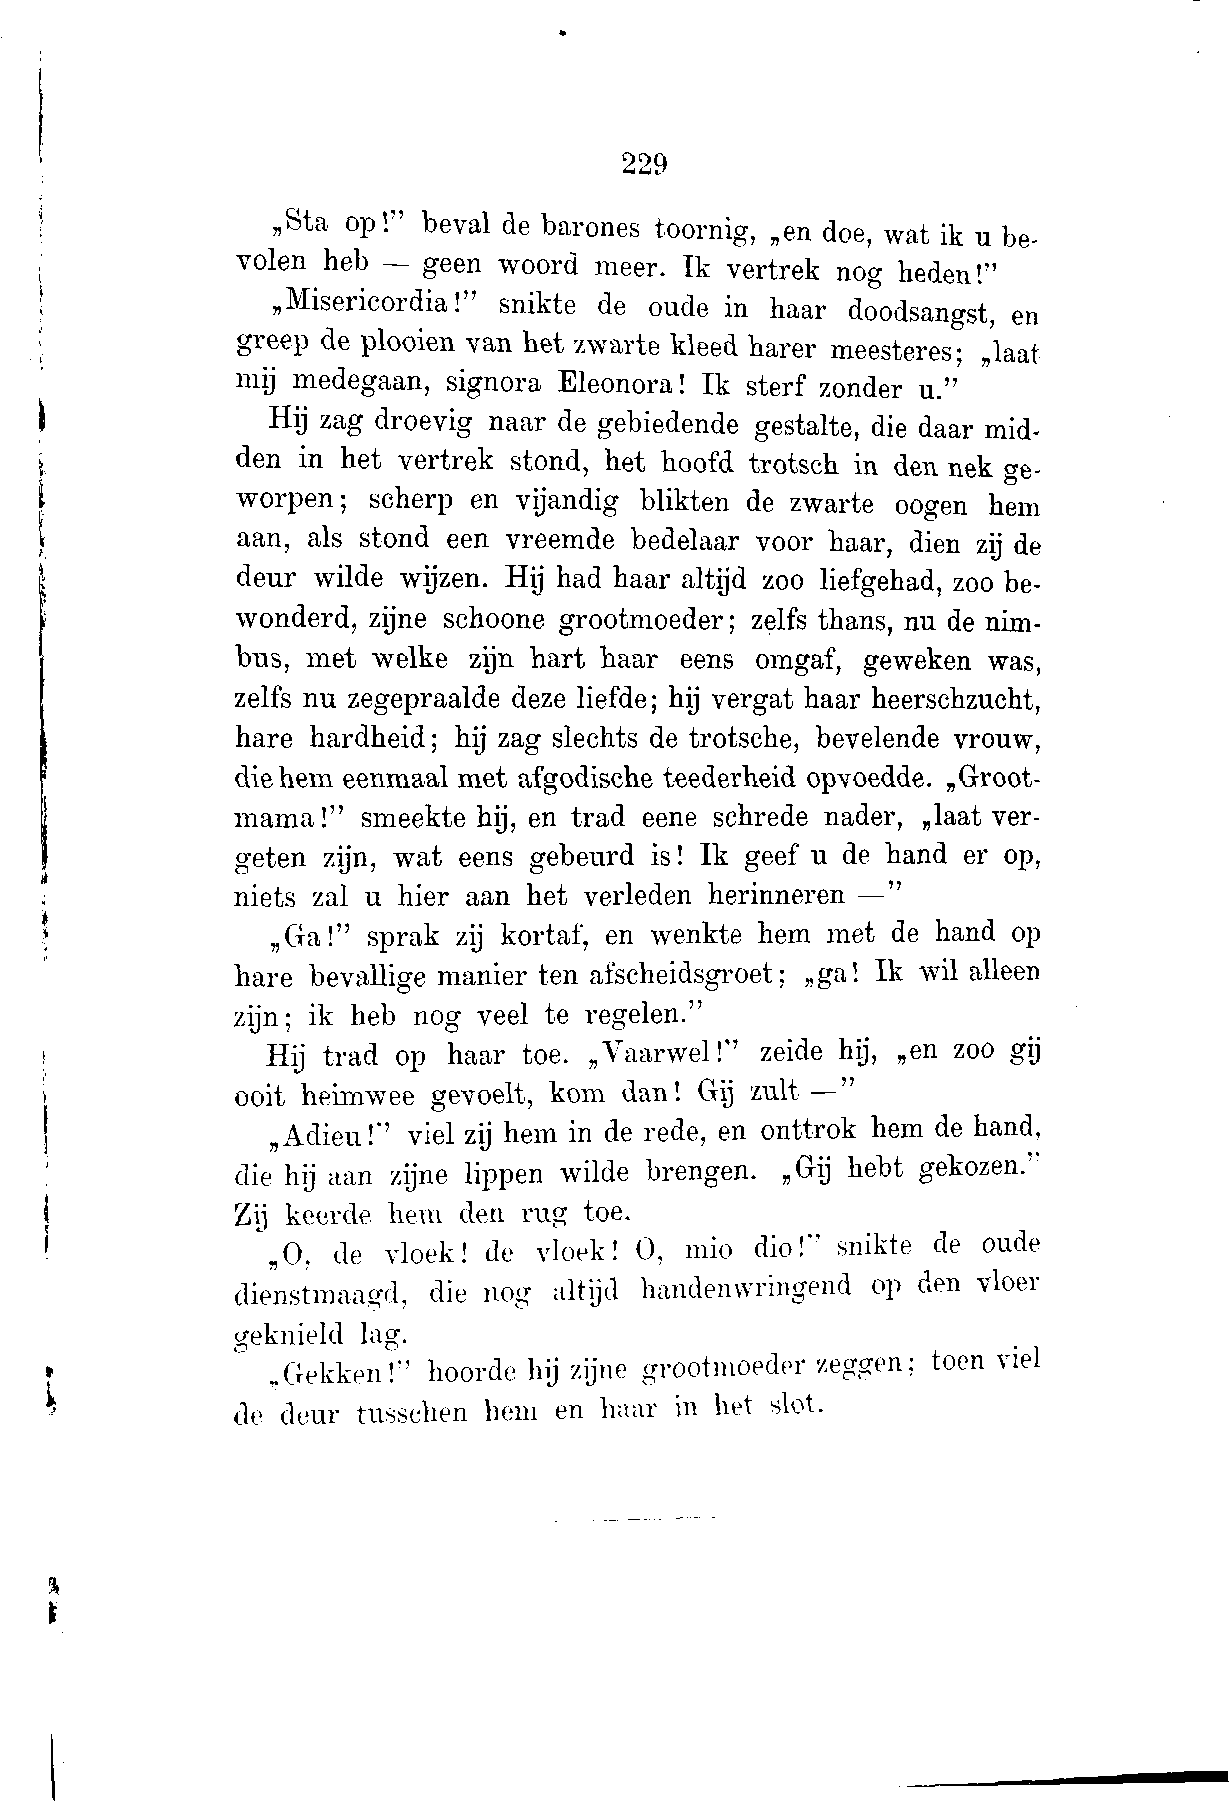 229
„Sta op!” beval de barones toornig, „en doe, wat ik u be-
volen heb — geen woord meer. Ik vertrek nog heden!”
„Misericordia!” snikte de oude in haar doodsangst, en
greep de plooien van het zwarte kleed harer meesteres; „laat
mij medegaan, signora Eleonora! Ik sterf zonder u.”
Hij zag droevig naar de gebiedende gestalte, die daar mid-
den in het vertrek stond, het hoofd trotsch in den nek ge-
worpen; scherp en vijandig blikten de zwarte oogen hem
aan, als stond een vreemde bedelaar voor haar, dien zij de
deur wilde wijzen. Hij had haar altijd zoo liefgehad, zoo be-
wonderd, zijne schoone grootmoeder; zelfs thans, nu de nim-
bus, met welke zijn hart haar eens omgaf, geweken was,
zelfs nu zegepraalde deze liefde; hij vergat haar heerschzucht,
hare hardheid; hij zag slechts de trotsche, bevelende vrouw,
die hem eenmaal met afgodische teederheid opvoedde. „Groot-
mama!” smeekte hij, en trad eene schrede nader, „laat ver-
geten zijn, wat eens gebeurd is! Ik geef u de hand er op,
niets zal u hier aan het verleden herinneren —”
„Ga!” sprak zij kortaf, en wenkte hem met de hand op
hare bevallige manier ten afscheidsgroet; „ga! Ik wil alleen
zijn; ik heb nog veel te regelen.”
Hij trad op haar toe. „Vaarwel!” zeide hij, „en zoo gij
ooit heimwee gevoelt, kom dan! Gij zult —”
„Adieu!” viel zij hem in de rede, en onttrok hem de hand,
die hij aan zijne lippen wilde brengen. „Gij hebt gekozen.”
Zij keerde hem den rug toe.
„O, de vloek! de vloek! O, mio dio!” snikte de oude
dienstmaagd, die nog altijd handenwringend op den vloer
geknield lag.
„Gekken!” hoorde hij zijne grootmoeder zeggen; toen viel
de deur tusschen hem en haar in het slot.